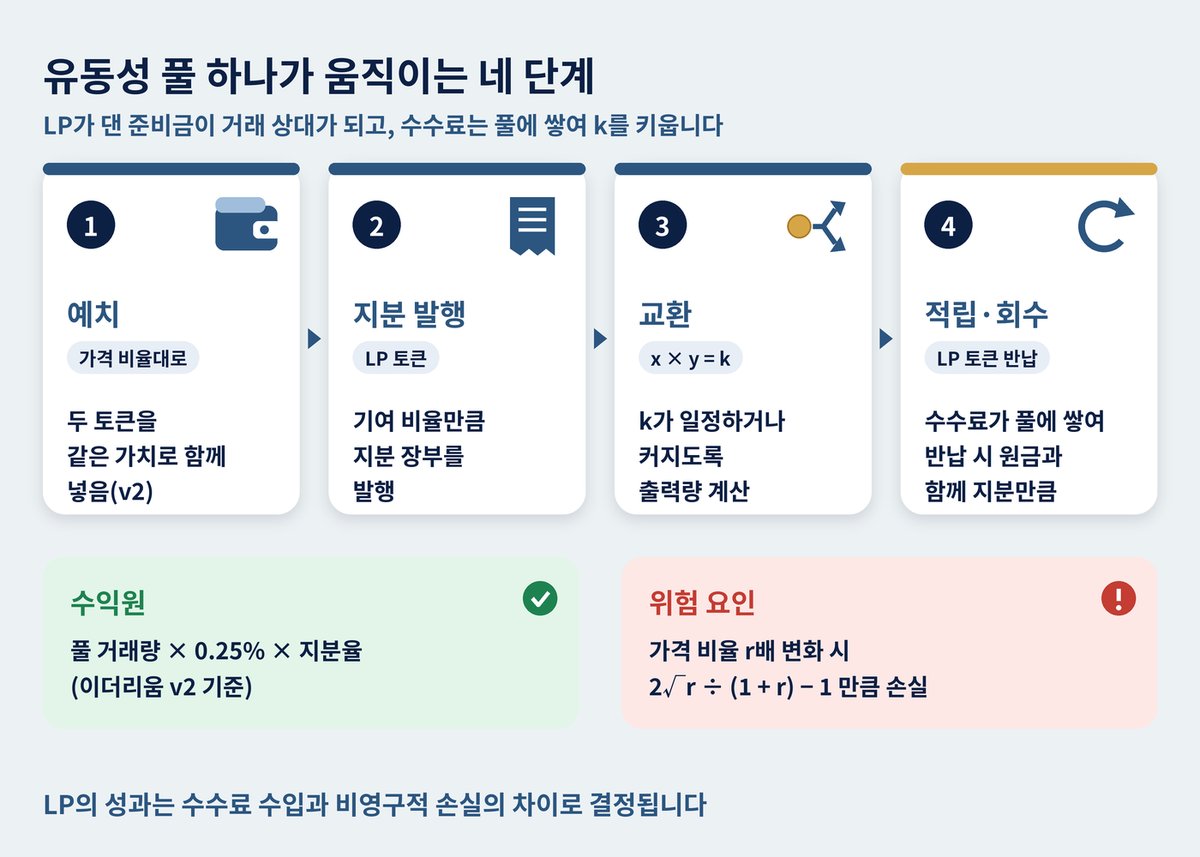 유동성 풀 하나가 움직이는 네 단계
LP가 댄 준비금이 거래 상대가 되고, 수수료는 풀에 쌓여 k를 키웁니다
1
예치
가격 비율대로
두 토큰을
같은 가치로 함께
넣음(v2)
2
지분 발행
LP 토큰
기여 비율만큼
지분 장부를
발행
3
교환
x × y = k
k가 일정하거나
커지도록
출력량 계산
4
적립·회수
LP 토큰 반납
수수료가 풀에 쌓여
반납 시 원금과
함께 지분만큼
수익원
풀 거래량 × 0.25% × 지분율
(이더리움 v2 기준)
위험 요인
가격 비율 r배 변화 시
2√r ÷ (1 + r) − 1 만큼 손실
LP의 성과는 수수료 수입과 비영구적 손실의 차이로 결정됩니다